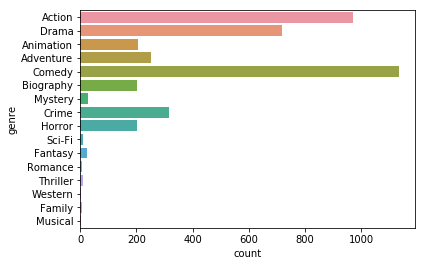 Action
Drama
Animation
Adventure
Comedy
Biography
Mystery
Crime
Horror
Sci-Fi
Fantasy
Romance
Thriller
Western
Family
Musical
genre
0 200 400 600 800 1000
count